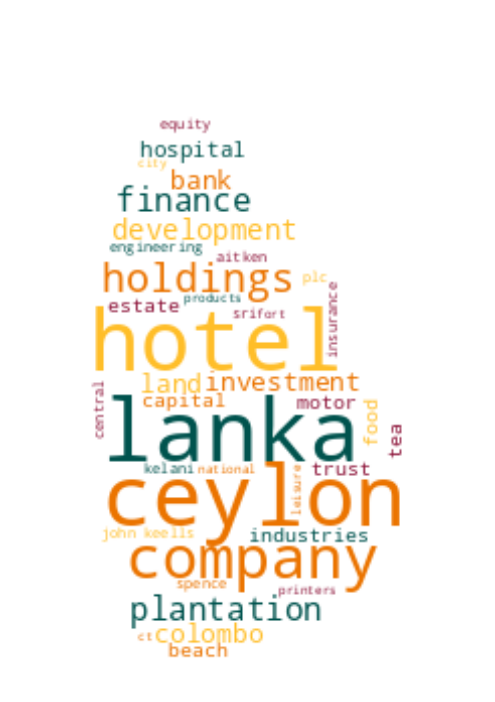 equity
hospital
city
bank
finance
development
engineering
aitken
holdings
plc
products
estate
srifort
insurance
hotel
land
investment
central
capital
motor
lanka
food
tea
kelani
national
trust
leisure
ceylon
john keells
industries
company
spence
printers
plantation
ct
colombo
beach